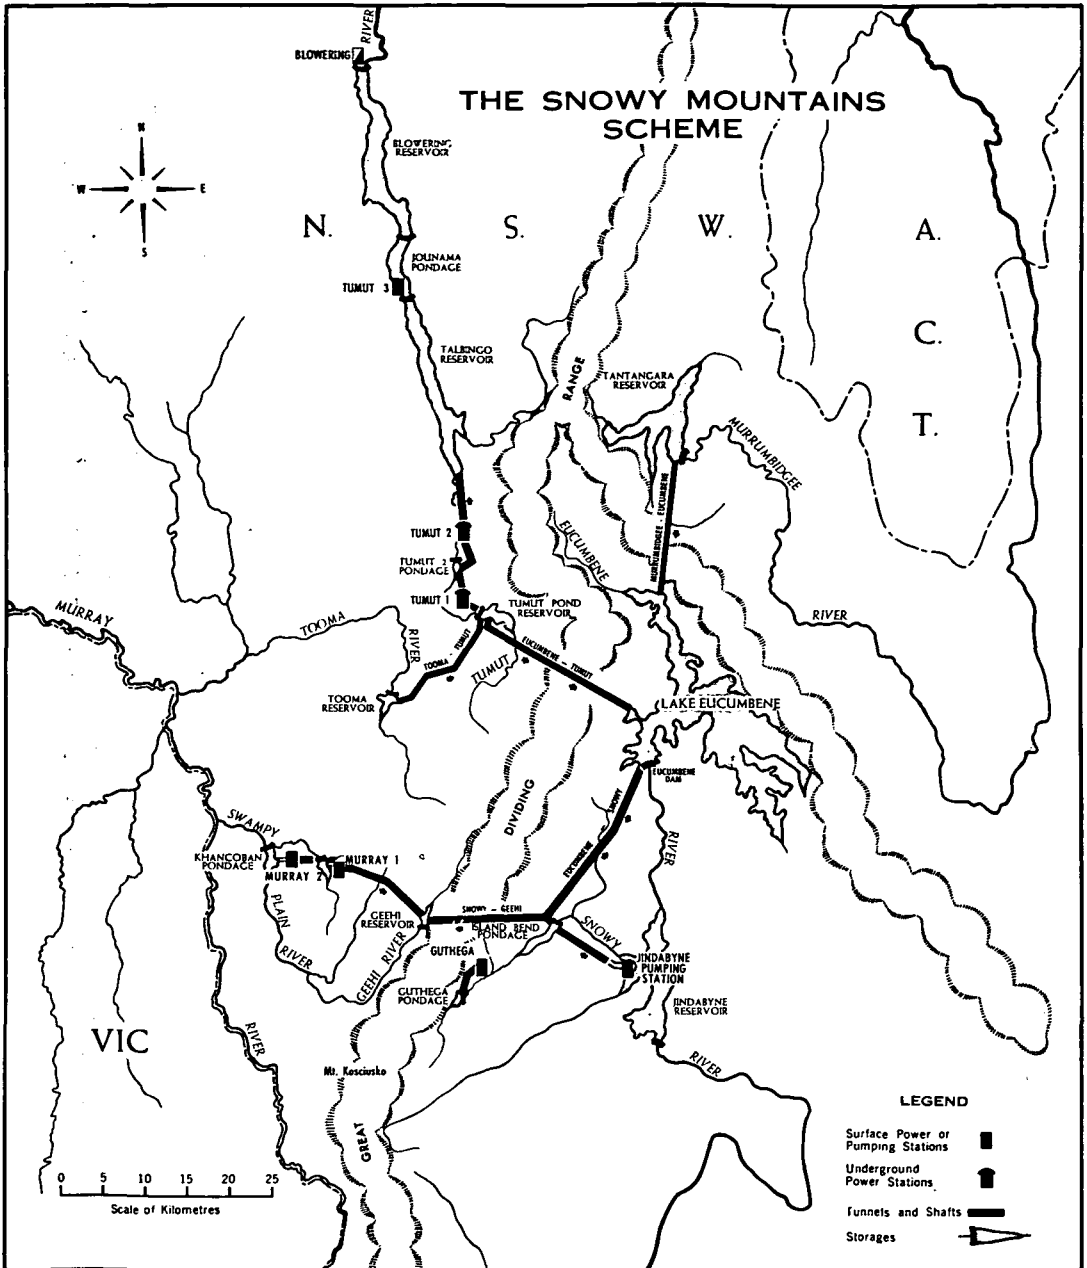 RIVER
BLOWERING
THE SNOWY MOUNTAINS
SCHEME
BLOWERING
RESERVOIR
N
W
E
S
N.
S.
W.
A.
C.
T.
JOUNAMA
PONDAGE
TUMUT 3
TALBINGO
RESERVOIR
RANGE
TANTANGARA
RESERVOIR
MURRUMBIDGEE
RIVER
MURRUMBIDGEE - EUCUMBENE
EUCUMBENE
TUMUT 2
TUMUT 2
PONDAGE
TUMUT 1
TUMUT POND
RESERVOIR
MURRAY
TOOMA
RIVER
TOOMA - TUMUT
TUMUT
EUCUMBENE - TUMUT
TOOMA
RESERVOIR
LAKE EUCUMBENE
EUCUMBENE
DAM
DIVIDING
EUCUMBENE
SNOWY
RIVER
SWAMPY
PLAIN
RIVER
KHANCOBAN
PONDAGE
MURRAY 1
MURRAY 2
GEEHI
RESERVOIR
GEEHI RIVER
SNOWY - GEEHI
ISLAND BEND
PONDAGE
SNOWY
GUTHEGA
GUTHEGA
PONDAGE
JINDABYNE
PUMPING
STATION
JINDABYNE
RESERVOIR
RIVER
VIC
RIVER
Mt. Kosciusko
GREAT
LEGEND
Surface Power or
Pumping Stations
Underground
Power Stations
Tunnels and Shafts
Storages
0 5 10 15 20 25
Scale of Kilometres